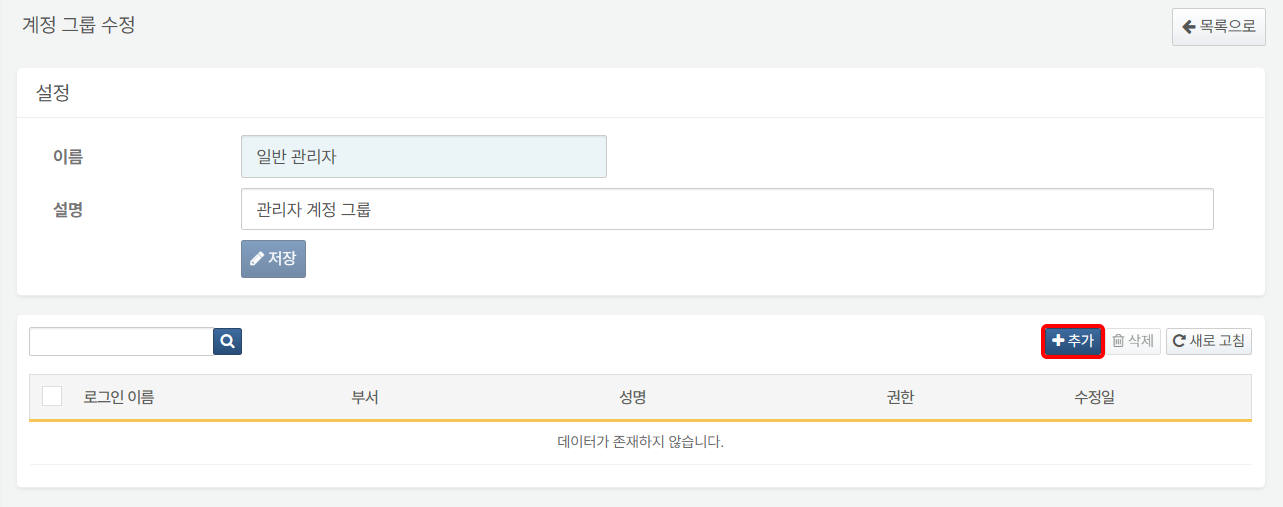 계정 그룹 수정
목록으로
설정
이름
일반 관리자
설명
관리자 계정 그룹
저장
추가 삭제 새로 고침
로그인 이름 부서 성명 권한 수정일
데이터가 존재하지 않습니다.